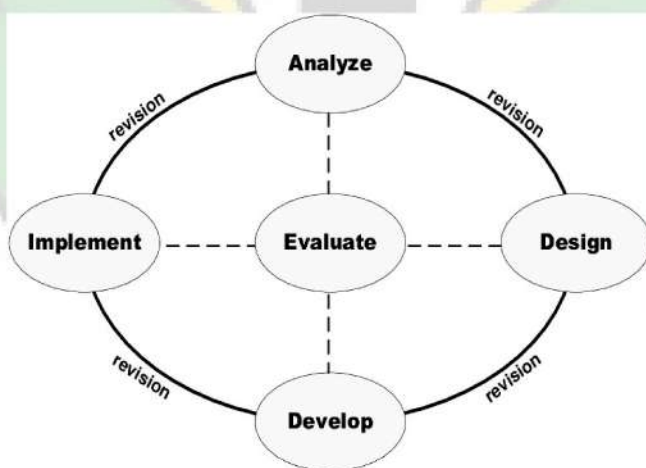 Analyze
revision
revision
Implement
Evaluate
Design
revision
revision
Develop